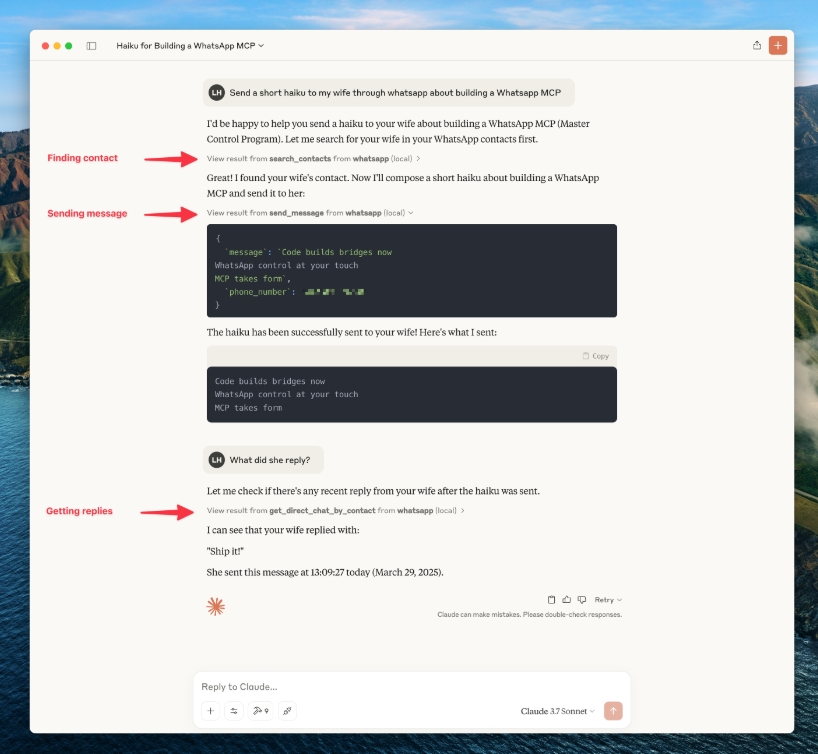 Haiku for Building a WhatsApp MCP
LH Send a short haiku to my wife through whatsapp about building a Whatsapp MCP
I'd be happy to help you send a haiku to your wife about building a WhatsApp MCP (Master
Control Program). Let me search for your wife in your WhatsApp contacts first.
Finding contact
View result from search_contacts from whatsapp (local)
Great! I found your wife's contact. Now I'll compose a short haiku about building a WhatsApp
MCP and send it to her:
Sending message
View result from send_message from whatsapp (local)
{
`message`: `Code builds bridges now
WhatsApp control at your touch
MCP takes form`,
`phone_number`:
}
The haiku has been successfully sent to your wife! Here's what I sent:
Copy
Code builds bridges now
WhatsApp control at your touch
MCP takes form
LH What did she reply?
Let me check if there's any recent reply from your wife after the haiku was sent.
Getting replies
View result from get_direct_chat_by_contact from whatsapp (local)
I can see that your wife replied with:
"Ship it!"
She sent this message at 13:09:27 today (March 29, 2025).
Retry
Claude can make mistakes. Please double-check responses.
Reply to Claude...
9
Claude 3.7 Sonnet